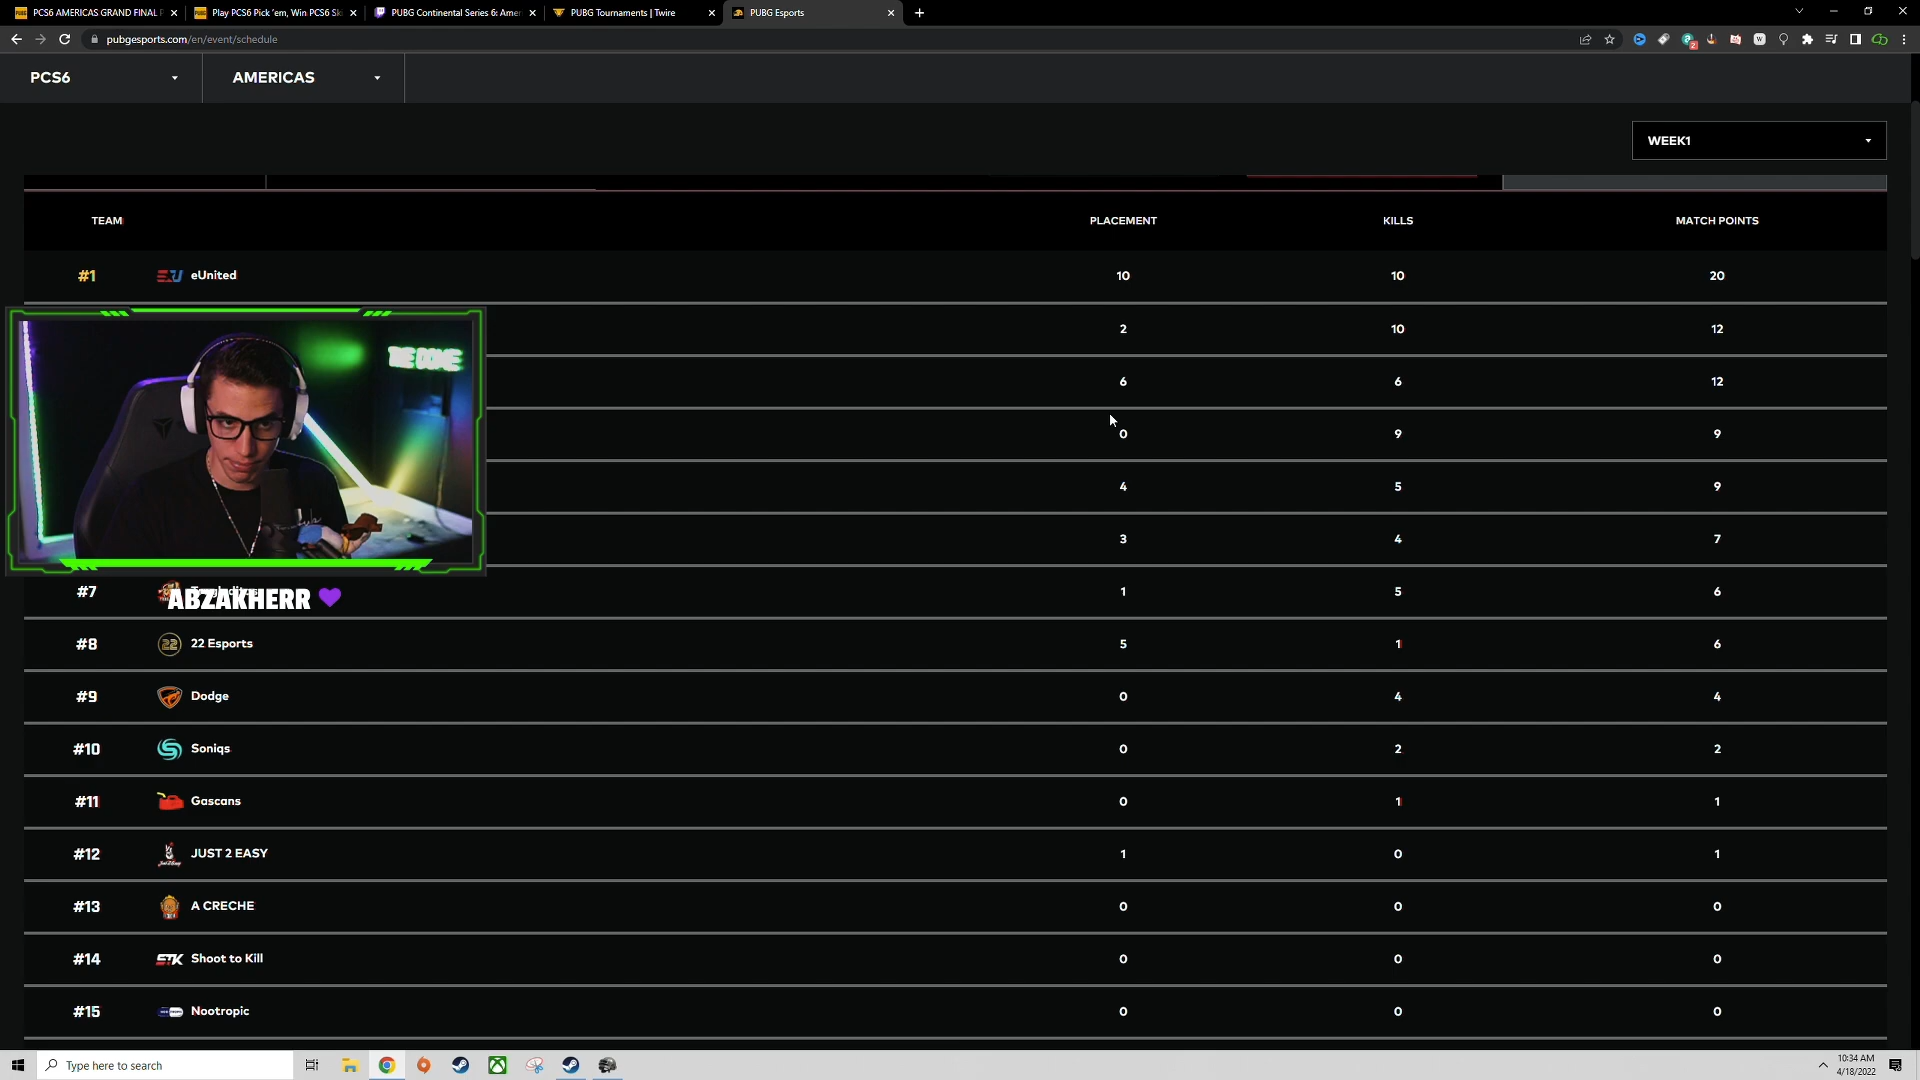 PCS6 AMERICAS GRAND FINAL F
Play PCS6 Pick 'em, Win PCS6 Sk
PUBG Continental Series 6: Amer
PUBG Tournaments | Twire
PUBG Esports
pubgesports.com/en/event/schedule
PCS6
AMERICAS
WEEK1
TEAM PLACEMENT KILLS MATCH POINTS
#1 eUnited 10 10 20
2 10 12
6 6 12
0 9 9
4 5 9
3 4 7
#7 1 5 6
ABZAKHERR
#8 22 22 Esports 5 1 6
#9 Dodge 0 4 4
#10 Soniqs 0 2 2
#11 Gascans 0 1 1
#12 JUST 2 EASY 1 0 1
#13 A CRECHE 0 0 0
#14 STK Shoot to Kill 0 0 0
#15 Nootropic 0 0 0
Type here to search
10:34 AM
4/18/2022